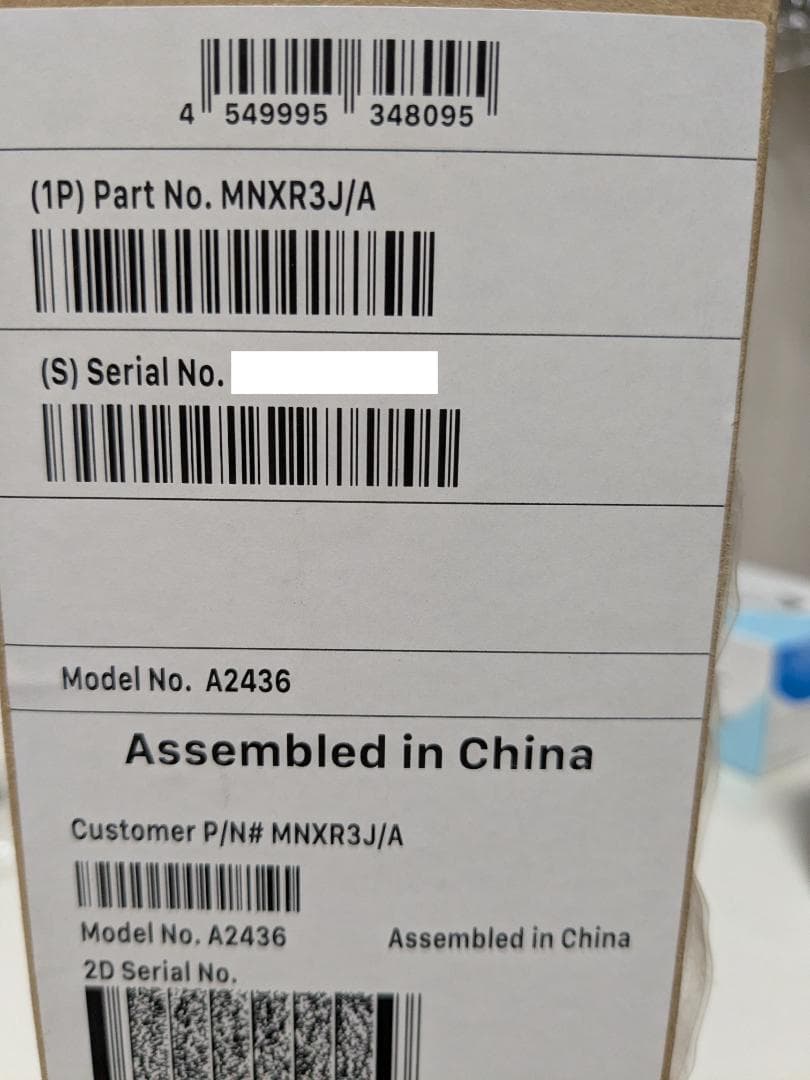 4 549995 348095
(1P) Part No. MNXR3J/A
(S) Serial No.
Model No. A2436
Assembled in China
Customer P/N# MNXR3J/A
Model No. A2436 Assembled in China
2D Serial No.